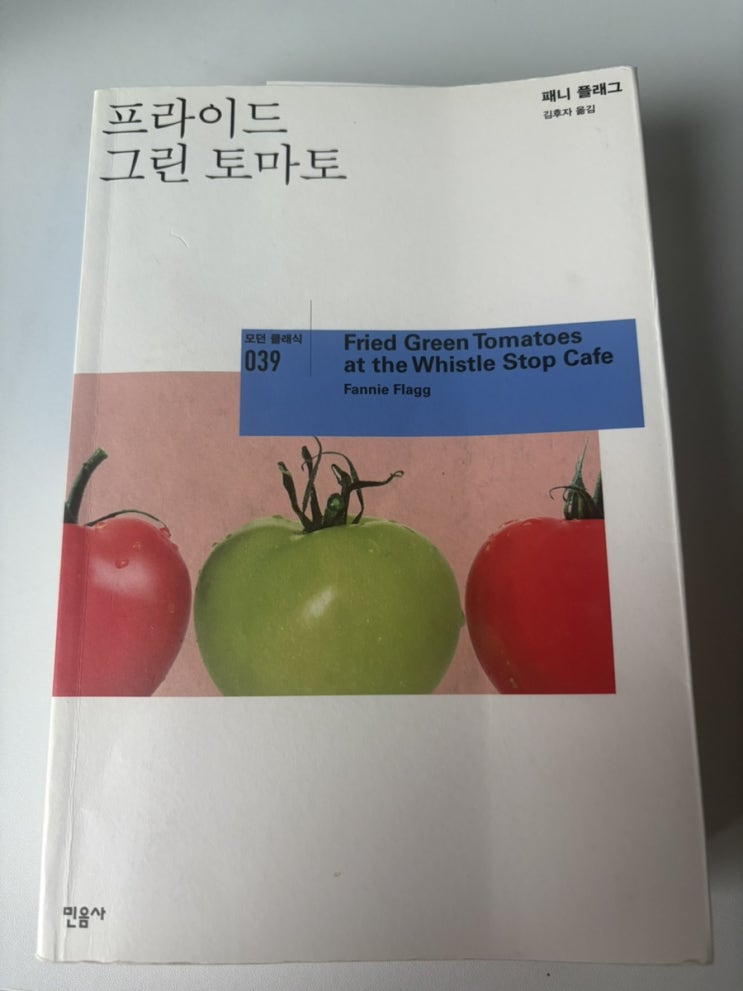 프라이드
그린 토마토
패니 플래그
김후자 옮김
모던 클래식
039
Fried Green Tomatoes
at the Whistle Stop Cafe
Fannie Flagg
민음사